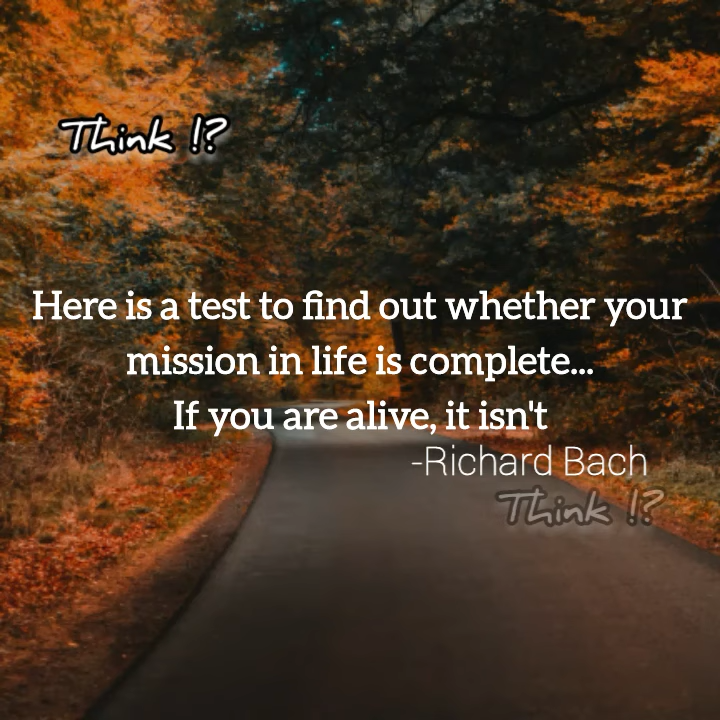 Think !?
Here is a test to find out whether your
mission in life is complete...
If you are alive, it isn't
-Richard Bach
Think !?